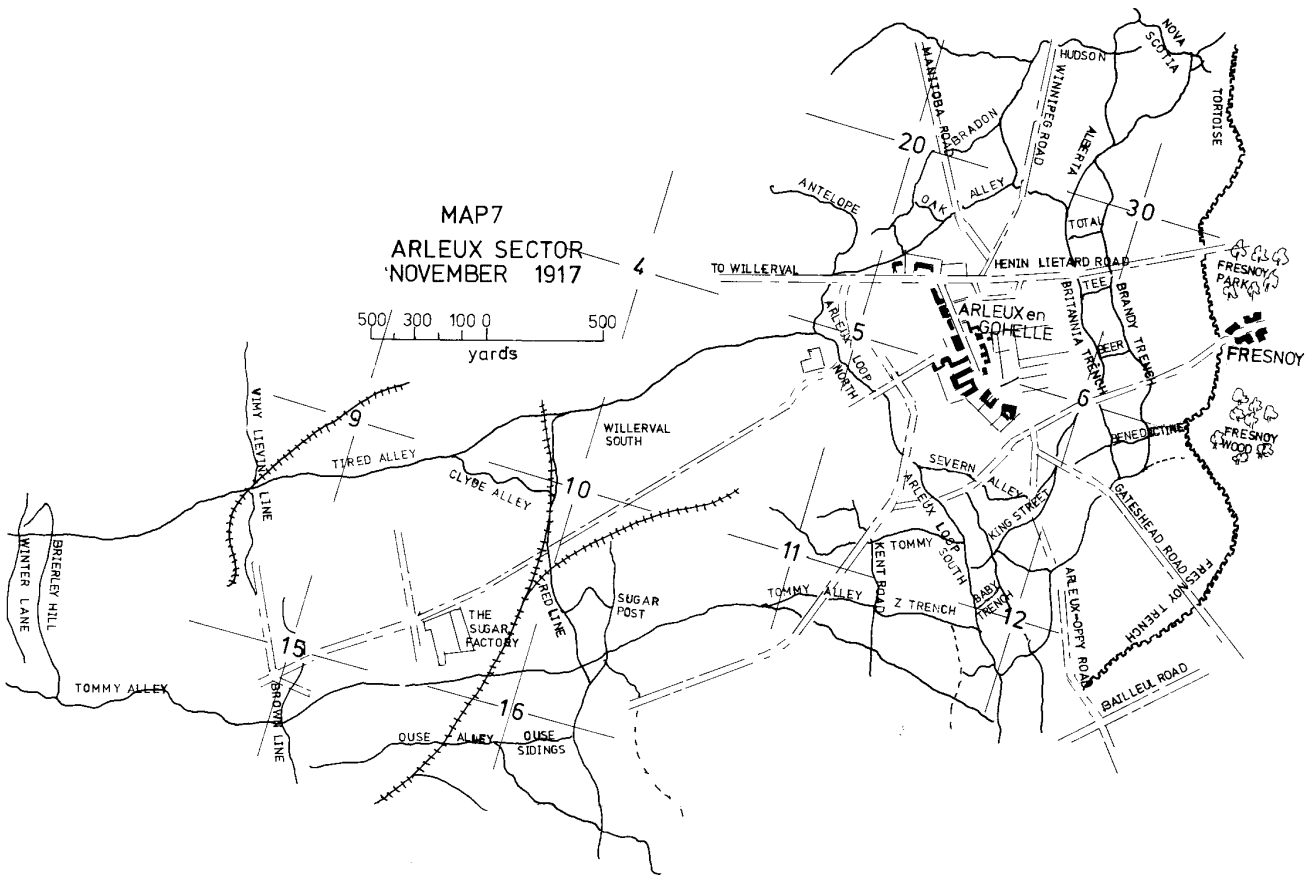 MAP7
ARLEUX SECTOR
NOVEMBER 1917
500 300 100 0 500
yards
NOVA
SCOTIA
HUDSON
MANITOBA ROAD
WINNIPEG ROAD
TORTOISE
BRADON
ALBERTA
20
ANTELOPE
OAK
ALLEY
30
TOTAL
4
TO WILLERVAL
HENIN LIETARD ROAD
FRESNOY
PARK
TEE
BRITANNIA TRENCH
BRANDY TRENCH
ARLEUX en
GOHELLE
ARLEUX LOOP
NORTH
5
BEER
FRESNOY
6
FRESNOY
WOOD
BENEDICTINE
VIMY LIEVIN
LINE
9
TIRED ALLEY
WILLERVAL
SOUTH
CLYDE ALLEY
10
SEVERN
ALLEY
ARLEUX LOOP
SOUTH
KING STREET
GATESHEAD ROAD
FRESNOY
TRENCH
11
TOMMY
KENT ROAD
WINTER LANE
BRIERLEY HILL
TOMMY ALLEY
Z TRENCH
BABY
TRENCH
12
ARLEUX-OPPY ROAD
RED LINE
SUGAR
POST
THE
SUGAR
FACTORY
15
BAILLEUL ROAD
TOMMY ALLEY
BROWN LINE
16
OUSE ALLEY
OUSE
SIDINGS